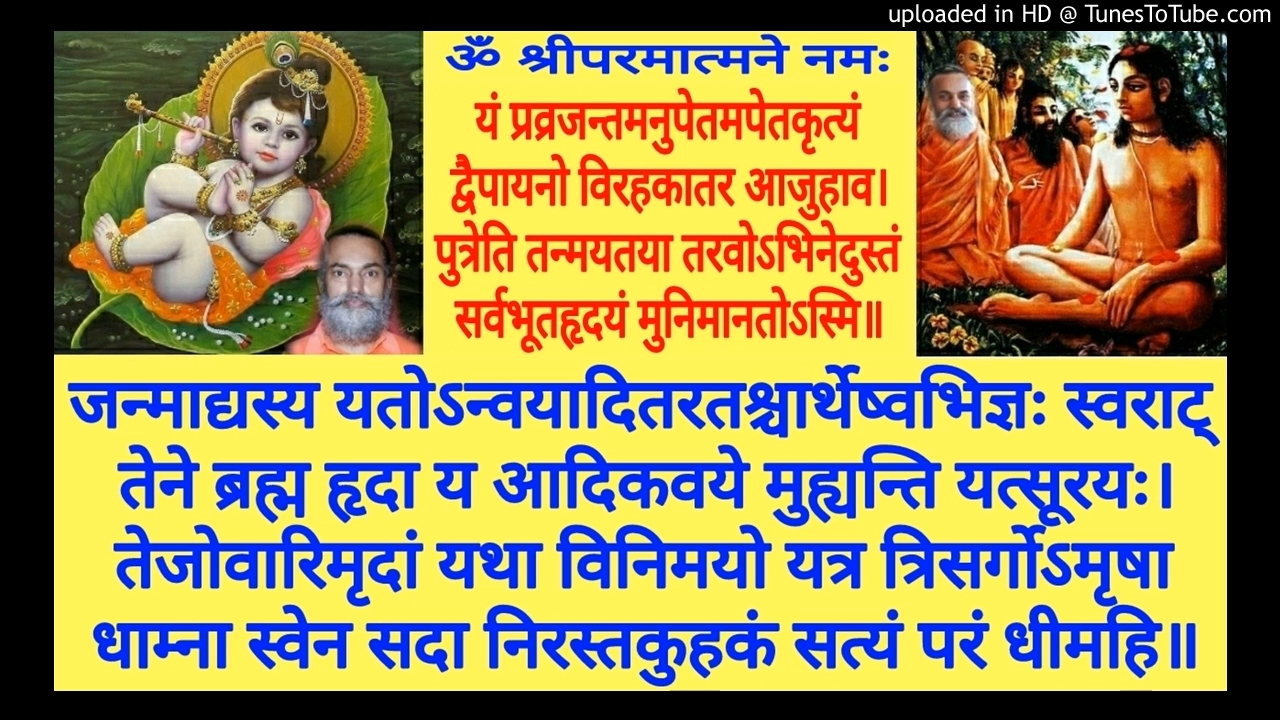 uploaded in HD @ TunesToTube.com
ॐ श्रीपरमात्मने नमः
यं प्रव्रजन्तमनुपेतमपेतकृत्यं
द्वैपायनो विरहकातर आजुहाव।
पुत्रेति तन्मयतया तरवोऽभिनेदुस्तं
सर्वभूतहृदयं मुनिमानतोऽस्मि॥
जन्माद्यस्य यतोऽन्वयादितरतश्चार्थेष्वभिज्ञः स्वराट्
तेने ब्रह्म हृदा य आदिकवये मुह्यन्ति यत्सूरयः।
तेजोवारिमृदां यथा विनिमयो यत्र त्रिसर्गोऽमृषा
धाम्ना स्वेन सदा निरस्तकुहकं सत्यं परं धीमहि॥